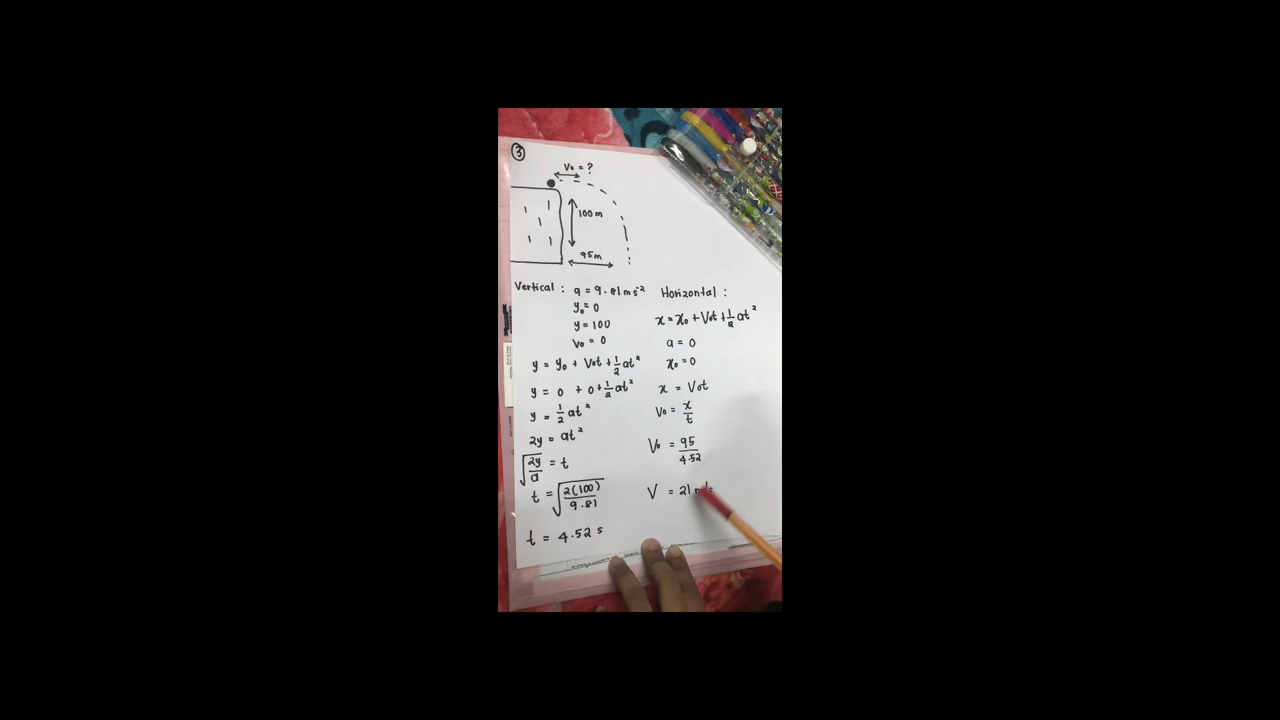 3
V₀ = ?
100 m
95m
Vertical : a = 9.81 ms⁻²
y₀ = 0
y = 100
V₀ = 0
y = y₀ + V₀t + 1/2 at²
y = 0 + 0 + 1/2 at²
y = 1/2 at²
2y = at²
√(2y/a) = t
t = √(2(100)/9.81)
t = 4.52 s
Horizontal :
x = x₀ + V₀t + 1/2 at²
a = 0
x₀ = 0
x = V₀t
V₀ = x/t
V₀ = 95/4.52
V = 21